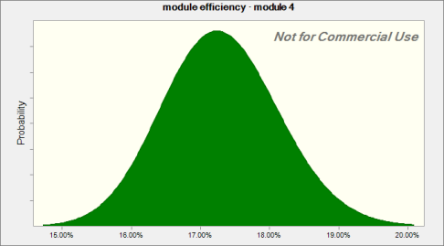 module efficiency - module 4
Not for Commercial Use
Probability
15.00% 16.00% 17.00% 18.00% 19.00% 20.00%